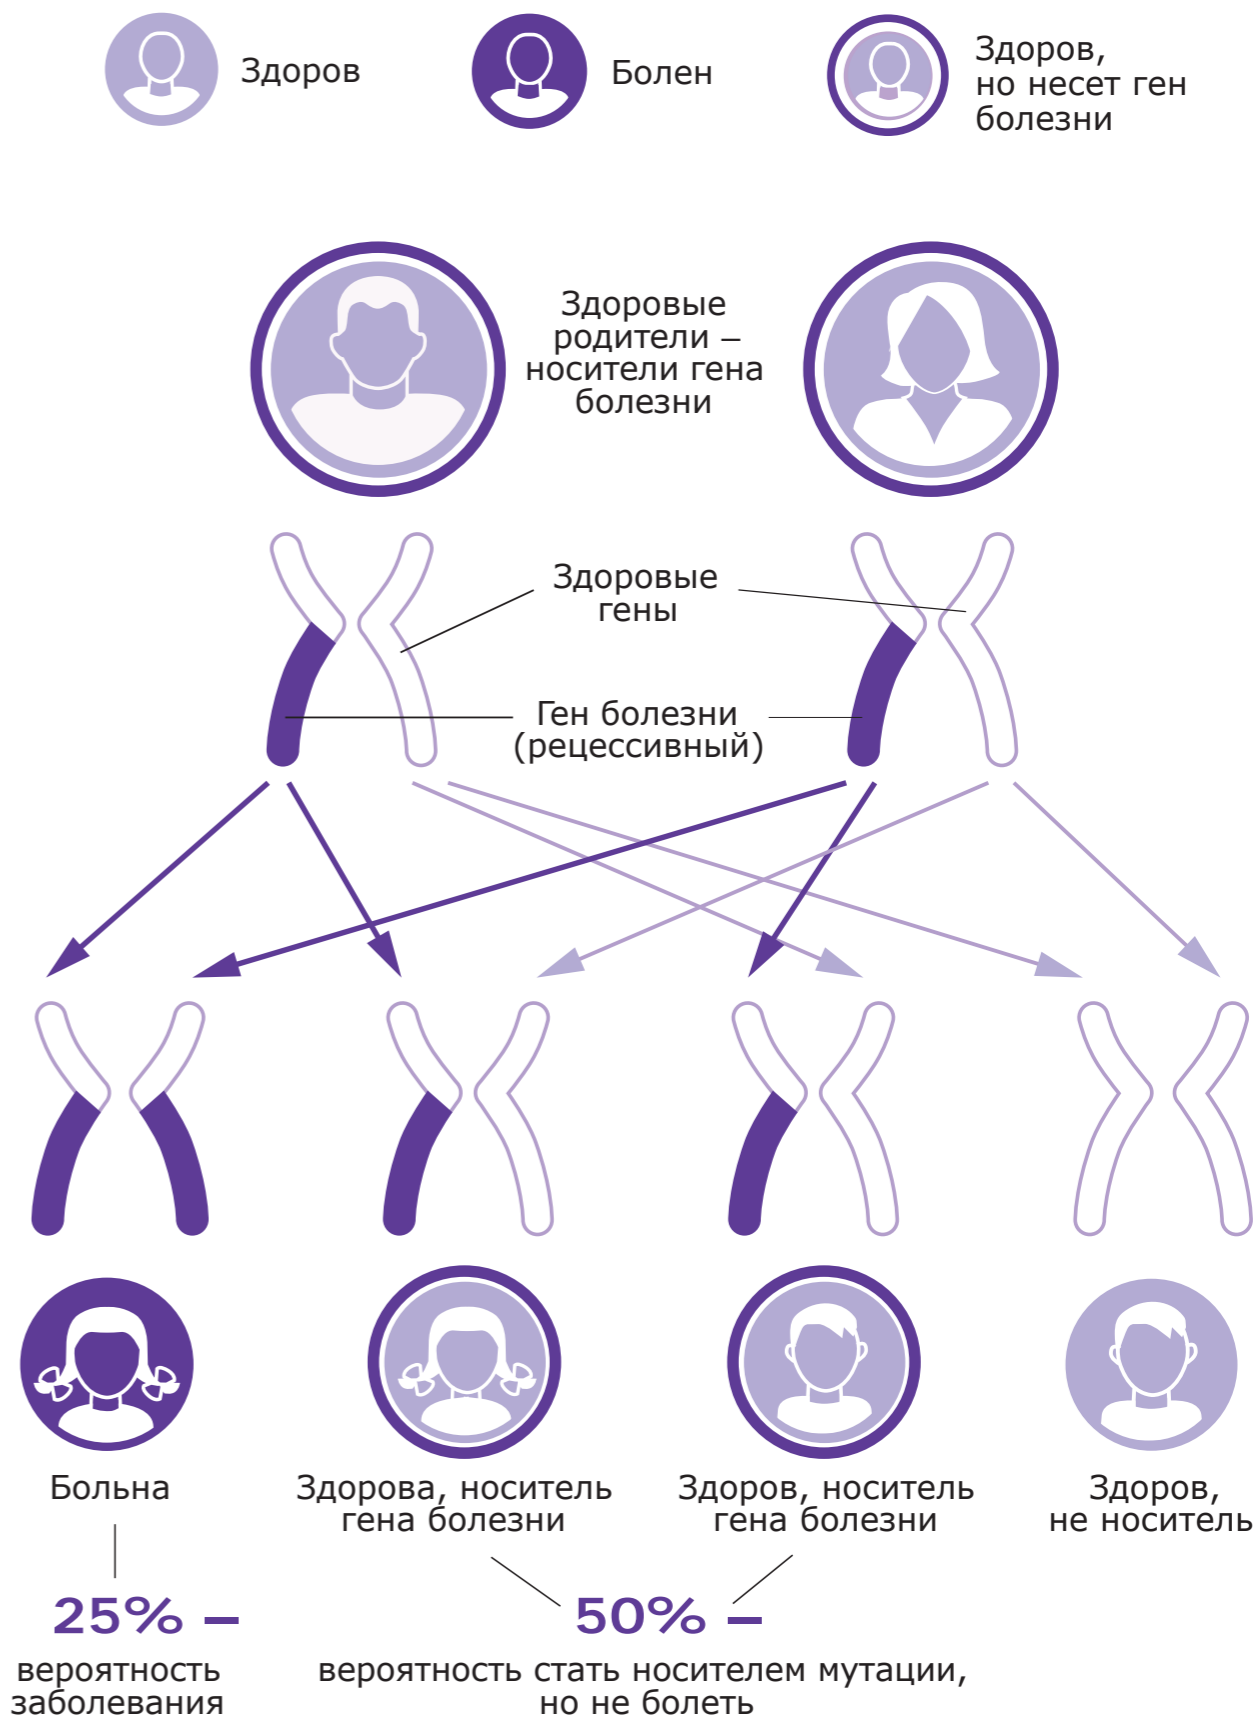 Здоров
Болен
Здоров,
но несет ген
болезни
Здоровые
родители –
носители гена
болезни
Здоровые
гены
Ген болезни
(рецессивный)
Больна
Здорова, носитель
гена болезни
Здоров, носитель
гена болезни
Здоров,
не носитель
25% –
вероятность
заболевания
50% –
вероятность стать носителем мутации,
но не болеть